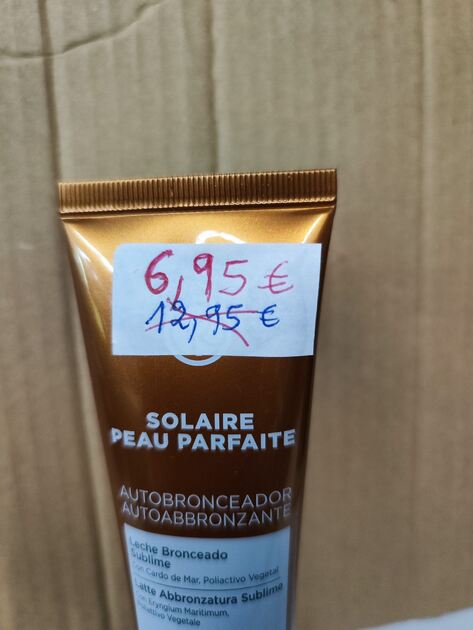 6,95 €
12,95 €
SOLAIRE
PEAU PARFAITE
AUTOBRONCEADOR
AUTOABBRONZANTE
Leche Bronceado
Sublime
con Cardo de Mar, Poliactivo Vegetal
Latte Abbronzatura Sublime
con Eryngium Maritimum,
Poliattivo Vegetale